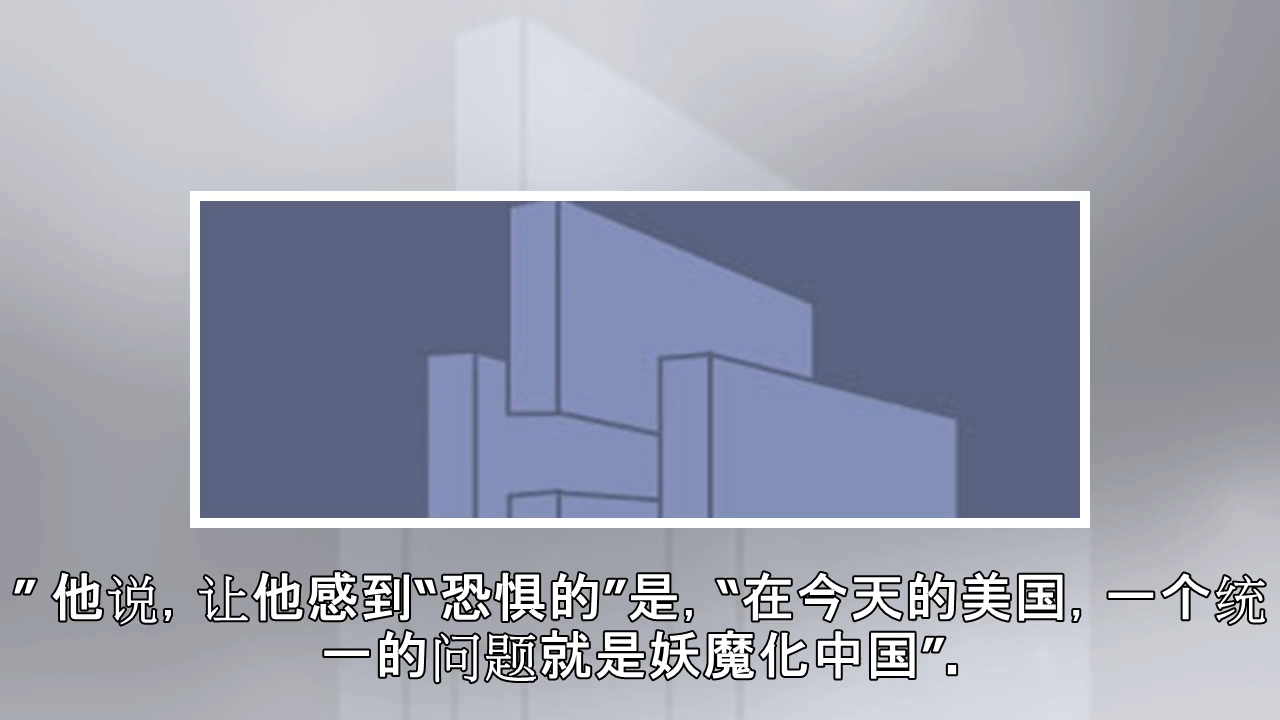 ” 他说, 让他感到“恐惧的”是, “在今天的美国, 一个统
一的问题就是妖魔化中国”.